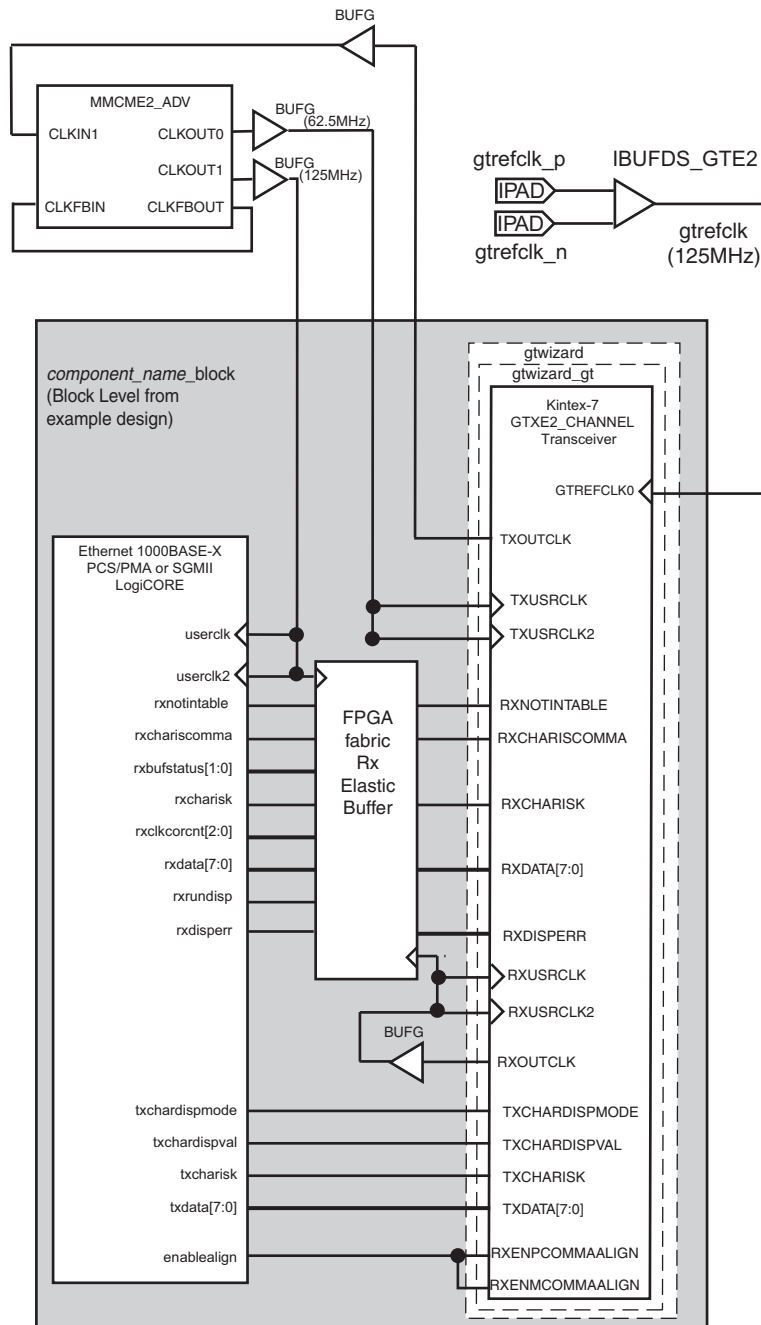 BUFG
MMCME2_ADV
CLKIN1
CLKOUT0
CLKOUT1
CLKFBIN
CLKFBOUT
BUFG
(62.5MHz)
BUFG
(125MHz)
gtrefclk_p
IBUFDS_GTE2
IPAD
IPAD
gtrefclk_n
gtrefclk
(125MHz)
component_name_block
(Block Level from
example design)
gtwizard
gtwizard_gt
Kintex-7
GTXE2_CHANNEL
Transceiver
GTREFCLK0
TXOUTCLK
TXUSRCLK
TXUSRCLK2
RXNOTINTABLE
RXCHARISCOMMA
RXCHARISK
RXDATA[7:0]
RXDISPERR
RXUSRCLK
RXUSRCLK2
RXOUTCLK
TXCHARDISPMODE
TXCHARDISPVAL
TXCHARISK
TXDATA[7:0]
RXENPCOMMAALIGN
RXENMCOMMAALIGN
Ethernet 1000BASE-X
PCS/PMA or SGMII
LogiCORE
userclk
userclk2
rxnotintable
rxchariscomma
rxbufstatus[1:0]
rxcharisk
rxclkcorcnt[2:0]
rxdata[7:0]
rxrundisp
rxdisperr
txchardispmode
txchardispval
txcharisk
txdata[7:0]
enablealign
FPGA
fabric
Rx
Elastic
Buffer
BUFG